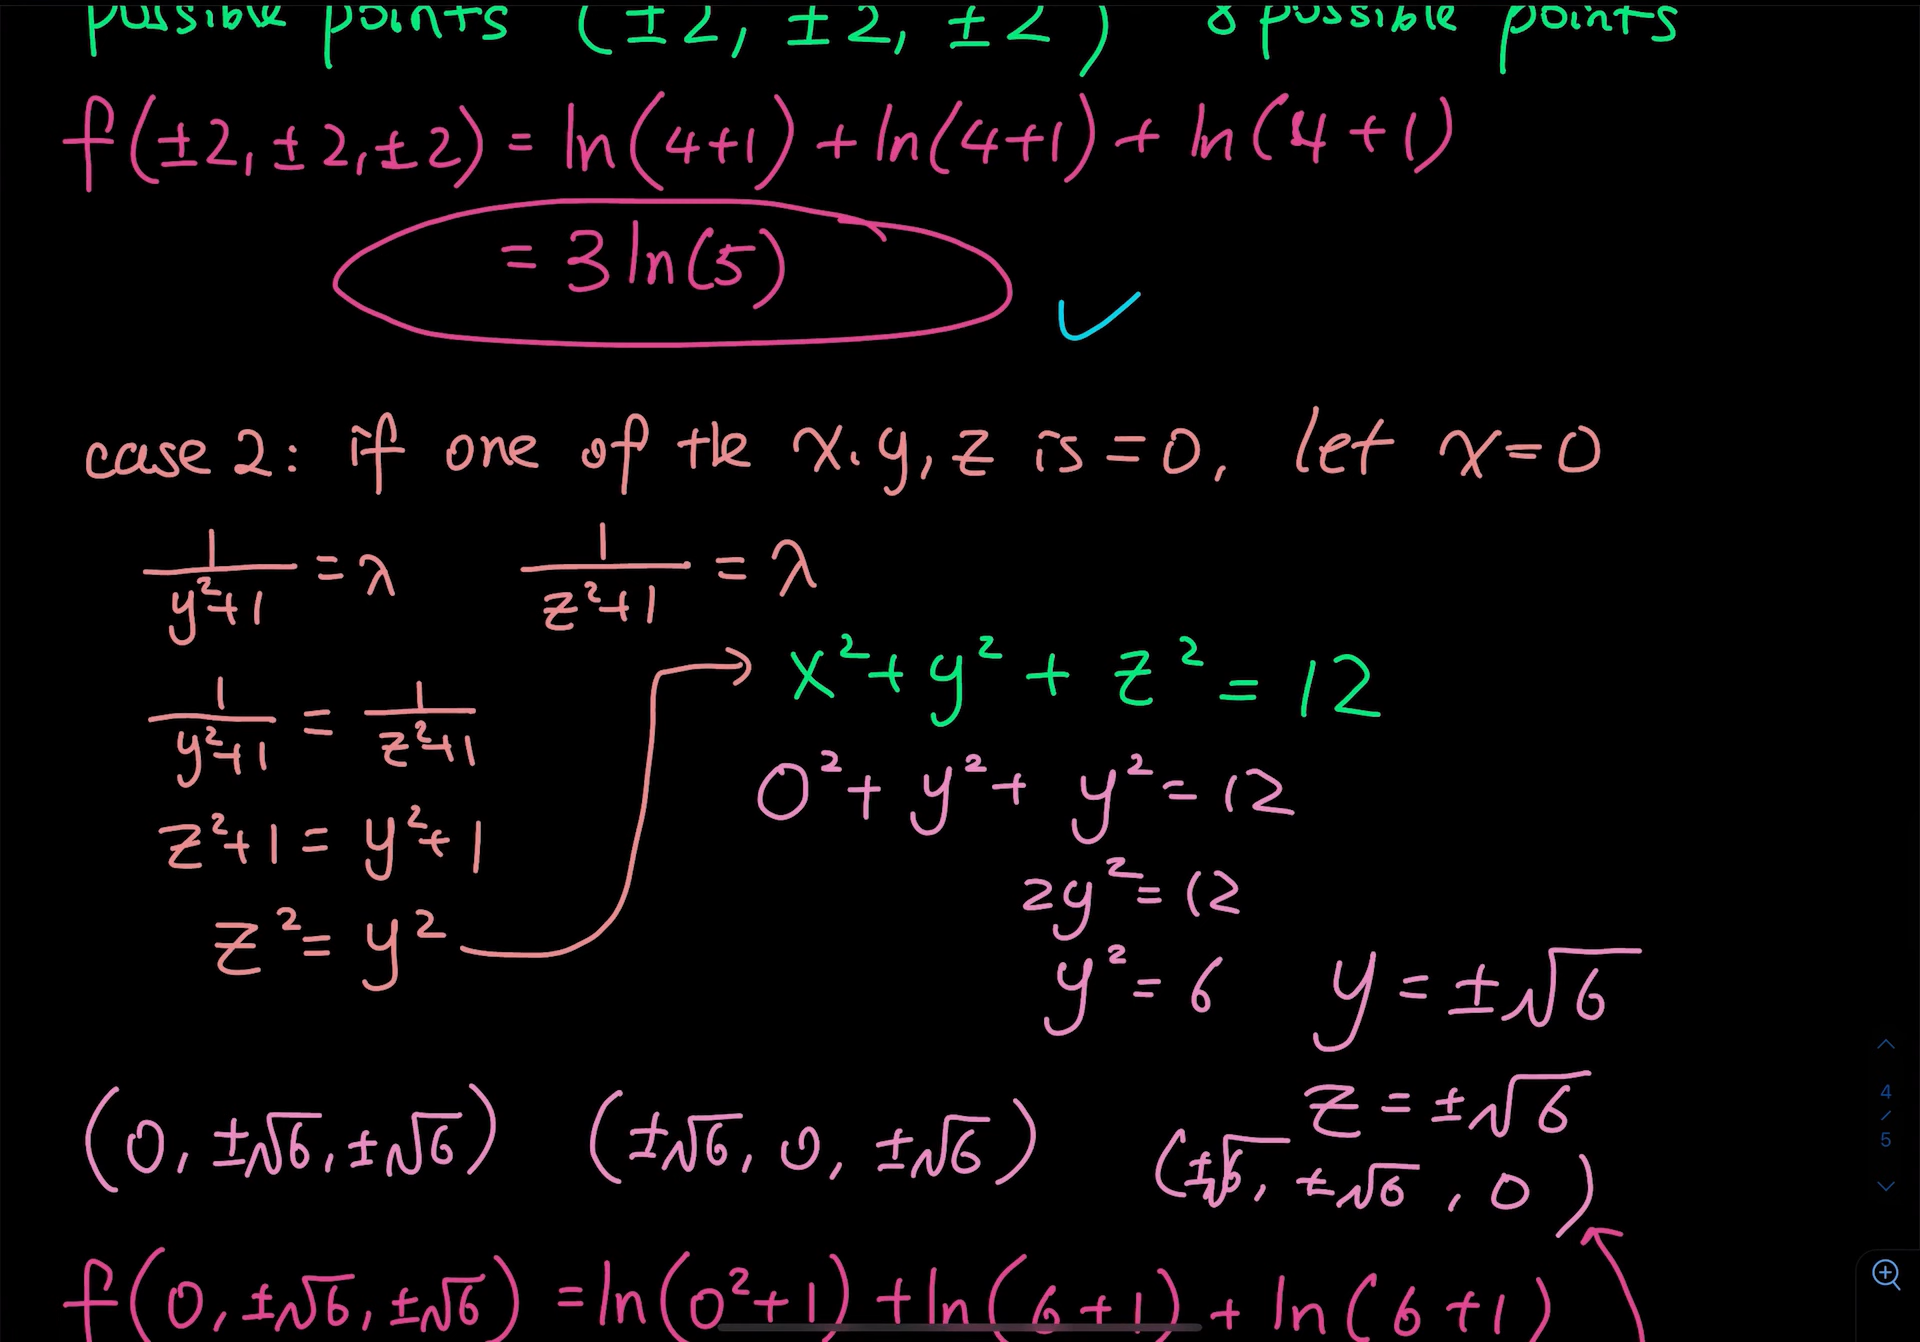 possible points (±2, ±2, ±2) 8 possible points
f(±2, ±2, ±2) = ln(4+1) + ln(4+1) + ln(4+1)
= 3 ln(5)
case 2: if one of the x, y, z is = 0, let x = 0
1/(y²+1) = λ 1/(z²+1) = λ
1/(y²+1) = 1/(z²+1)
z²+1 = y²+1
z² = y²
x² + y² + z² = 12
0² + y² + y² = 12
2y² = 12
y² = 6 y = ±√6
z = ±√6
(0, ±√6, ±√6) (±√6, 0, ±√6) (±√6, ±√6, 0)
f(0, ±√6, ±√6) = ln(0²+1) + ln(6+1) + ln(6+1)
4
/
5